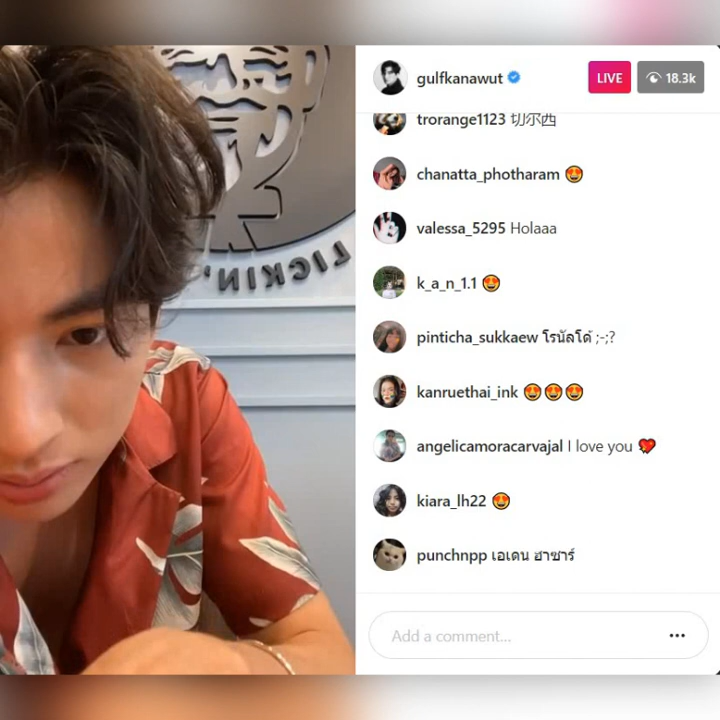 gulfkanawut
LIVE
18.3k
trorange1123 切尔西
chanatta_photharam 😍
valessa_5295 Holaaa
k_a_n_1.1 😍
pinticha_sukkaew โรนัลโด้ ;-;?
kanruethai_ink 😍😍😍
angelicamoracarvajal I love you 💘
kiara_lh22 😍
punchnpp เอเดน ฮาซาร์
Add a comment...
LICKIN'